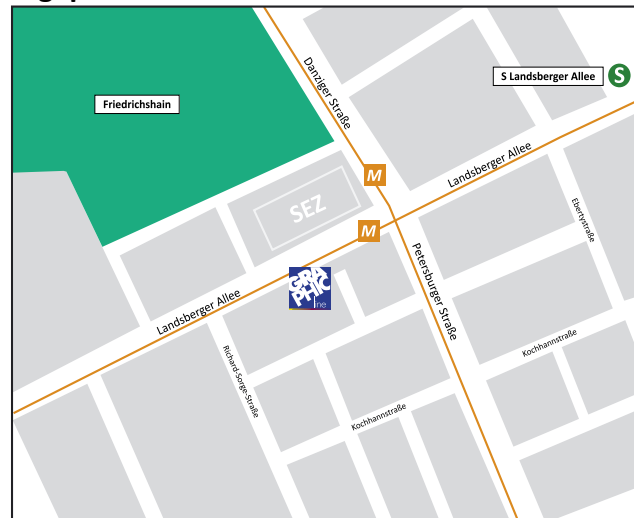 Friedrichshain
Danziger Straße
S Landsberger Allee
S
Landsberger Allee
M
SEZ
M
Ebertystraße
Petersburger Straße
GRA
PHIC
line
Landsberger Allee
Richard-Sorge-Straße
Kochhannstraße
Kochhannstraße